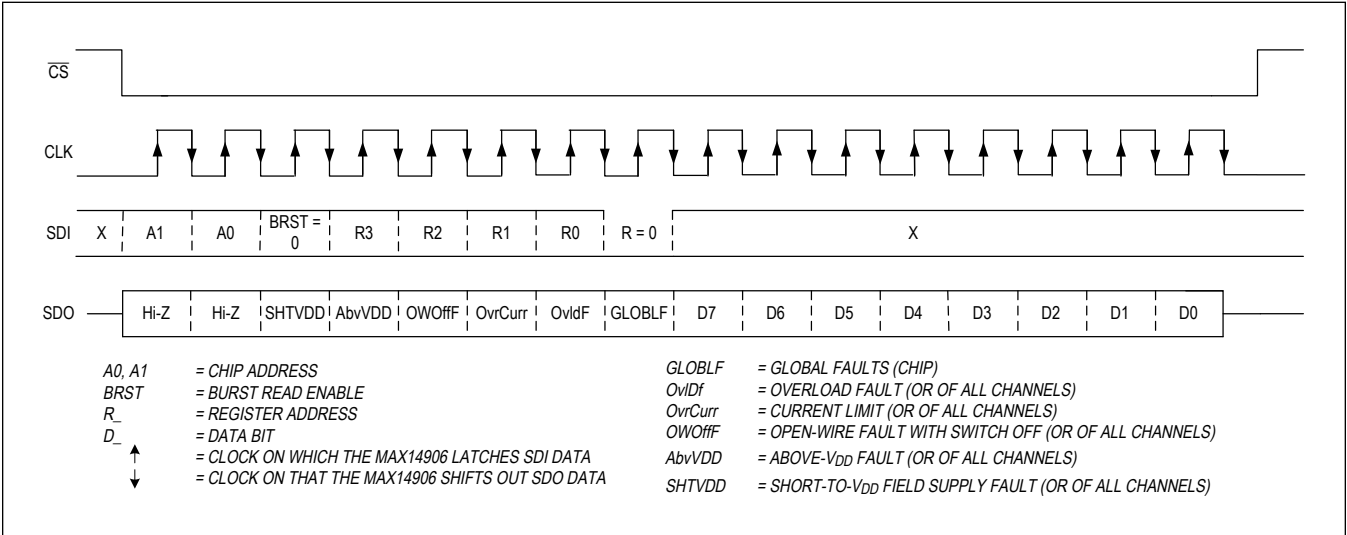 CS
CLK
SDI X A1 A0 BRST = 0 R3 R2 R1 R0 R = 0 X
SDO Hi-Z Hi-Z SHTVDD AbvVDD OWOffF OvrCurr OvldF GLOBLF D7 D6 D5 D4 D3 D2 D1 D0
A0, A1 = CHIP ADDRESS
BRST = BURST READ ENABLE
R_ = REGISTER ADDRESS
D_ = DATA BIT
↑ = CLOCK ON WHICH THE MAX14906 LATCHES SDI DATA
↓ = CLOCK ON THAT THE MAX14906 SHIFTS OUT SDO DATA
GLOBLF = GLOBAL FAULTS (CHIP)
OvlDf = OVERLOAD FAULT (OR OF ALL CHANNELS)
OvrCurr = CURRENT LIMIT (OR OF ALL CHANNELS)
OWOffF = OPEN-WIRE FAULT WITH SWITCH OFF (OR OF ALL CHANNELS)
AbvVDD = ABOVE-VDD FAULT (OR OF ALL CHANNELS)
SHTVDD = SHORT-TO-VDD FIELD SUPPLY FAULT (OR OF ALL CHANNELS)